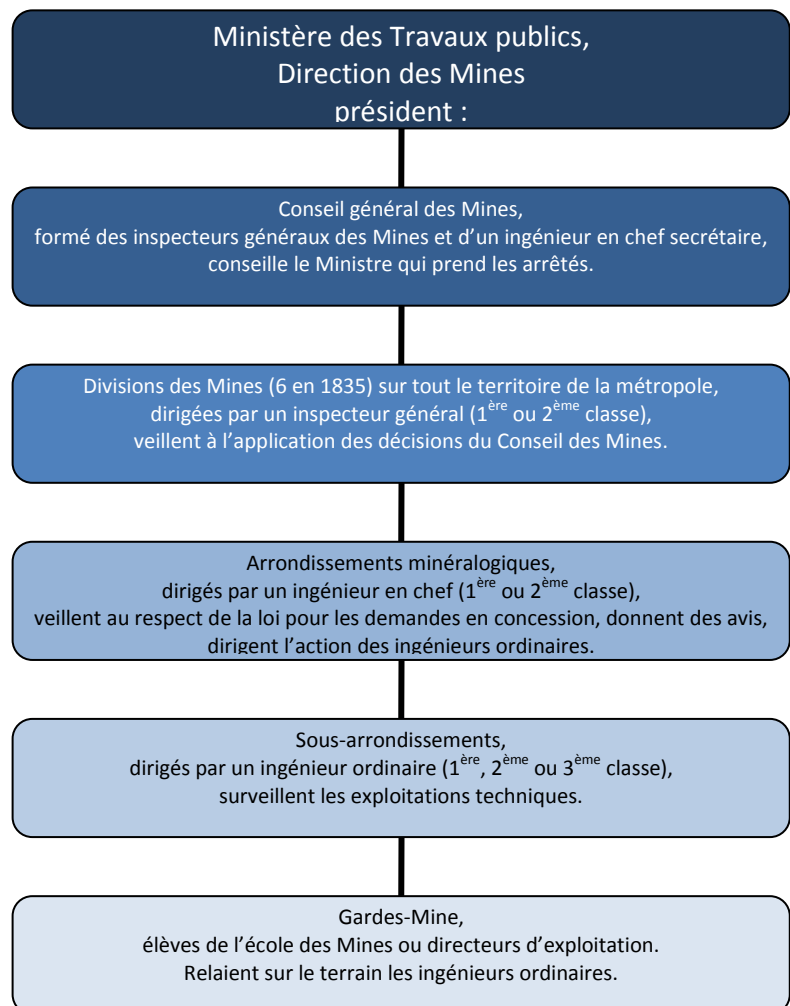 Ministère des Travaux publics,
Direction des Mines
président :
Conseil général des Mines,
formé des inspecteurs généraux des Mines et d’un ingénieur en chef secrétaire,
conseille le Ministre qui prend les arrêtés.
Divisions des Mines (6 en 1835) sur tout le territoire de la métropole,
dirigées par un inspecteur général (1ère ou 2ème classe),
veillent à l’application des décisions du Conseil des Mines.
Arrondissements minéralogiques,
dirigés par un ingénieur en chef (1ère ou 2ème classe),
veillent au respect de la loi pour les demandes en concession, donnent des avis,
dirigent l’action des ingénieurs ordinaires.
Sous-arrondissements,
dirigés par un ingénieur ordinaire (1ère, 2ème ou 3ème classe),
surveillent les exploitations techniques.
Gardes-Mine,
élèves de l’école des Mines ou directeurs d’exploitation.
Relaient sur le terrain les ingénieurs ordinaires.